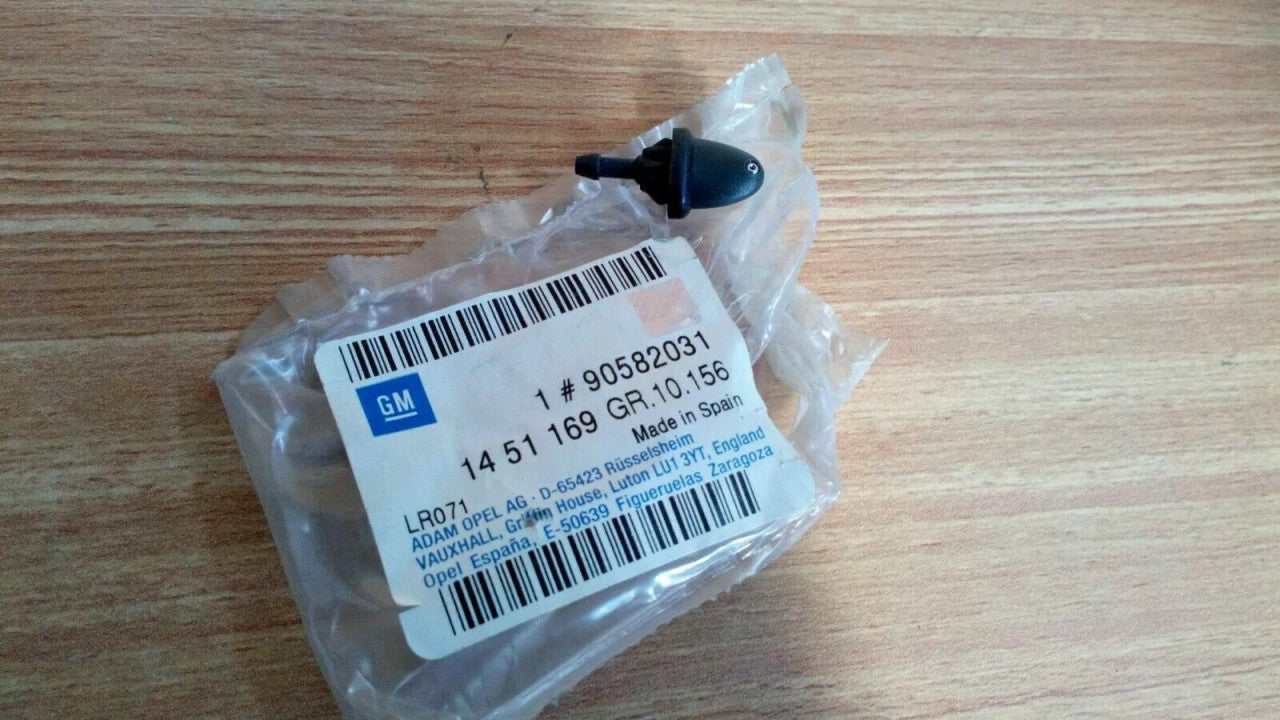 GM
1 # 90582031
14 51 169 GR.10.156
Made in Spain
LR071
ADAM OPEL AG · D-65423 Rüsselsheim
VAUXHALL, Griffin House, Luton LU1 3YT, England
Opel España, E-50639 Figueruelas Zaragoza